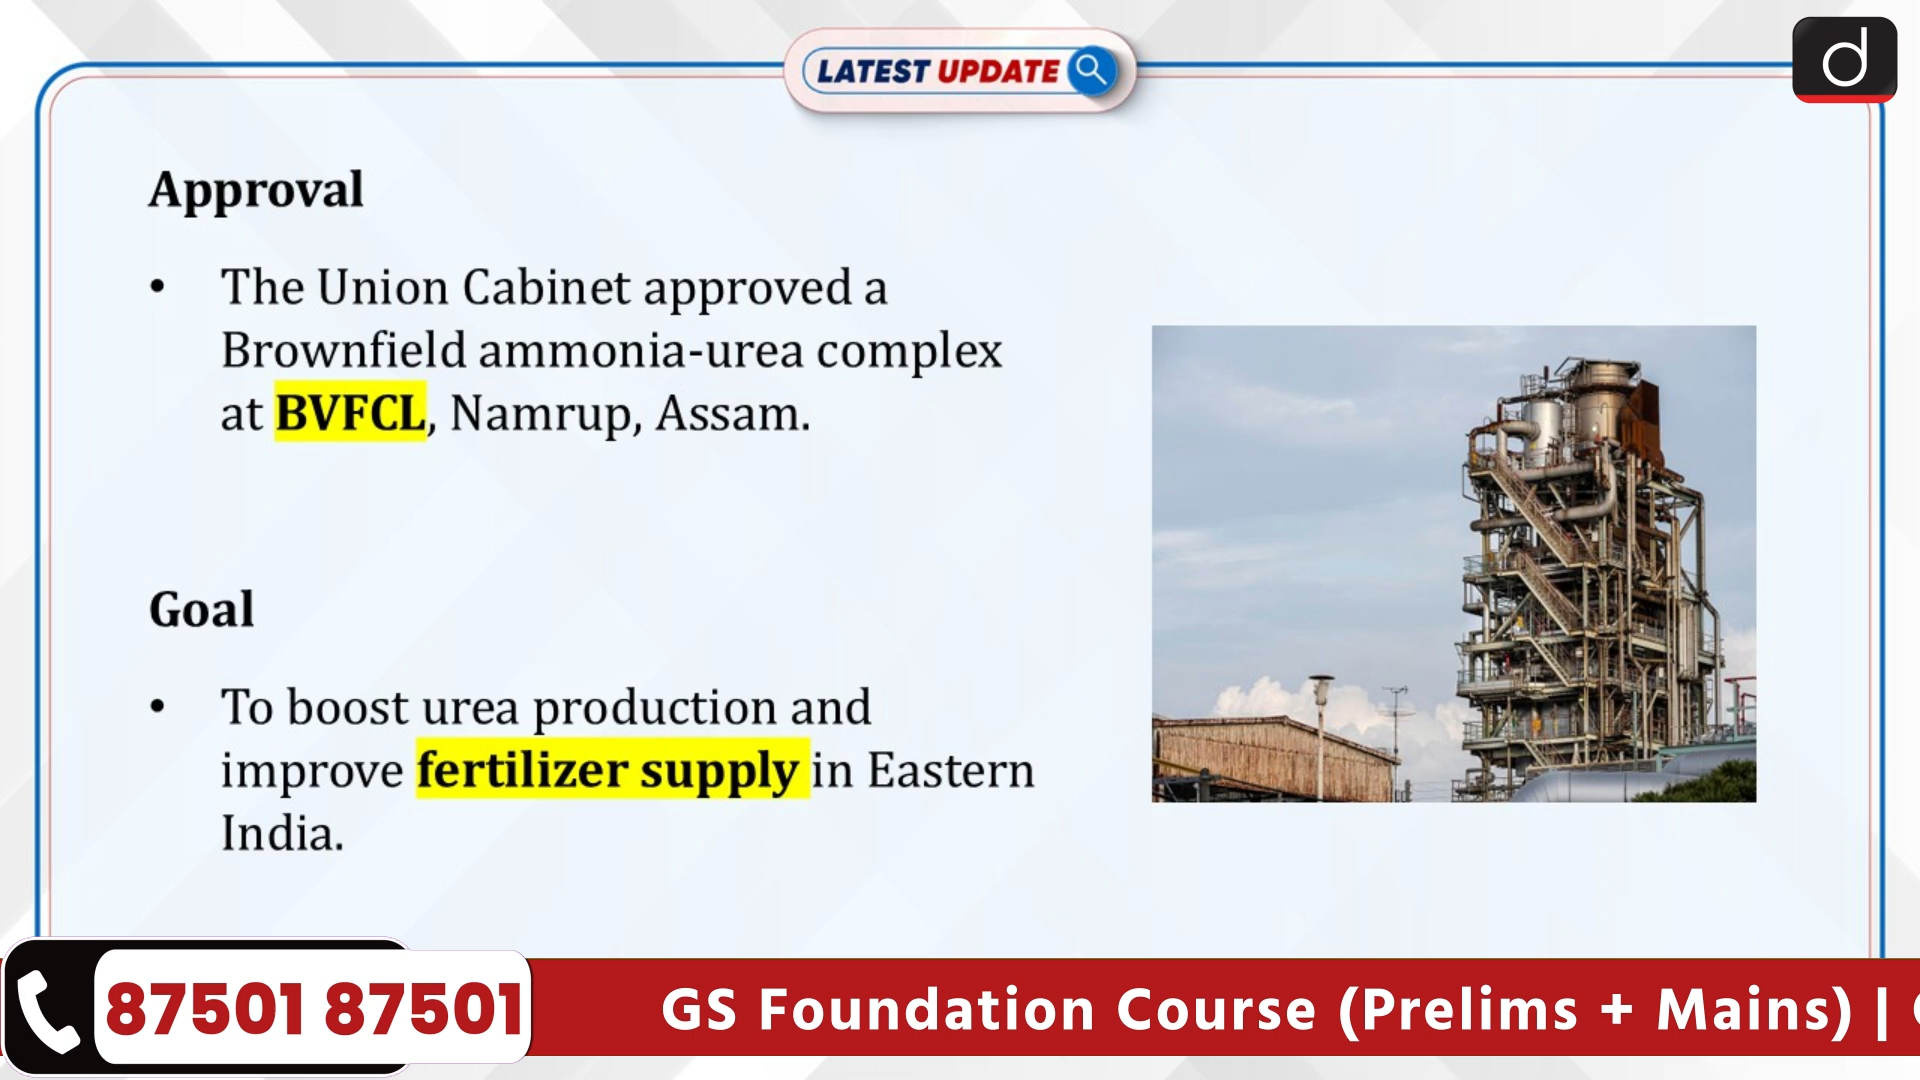 LATEST UPDATE
d
Approval
• The Union Cabinet approved a
Brownfield ammonia-urea complex
at BVFCL, Namrup, Assam.
Goal
• To boost urea production and
improve fertilizer supply in Eastern
India.
87501 87501
GS Foundation Course (Prelims + Mains) |